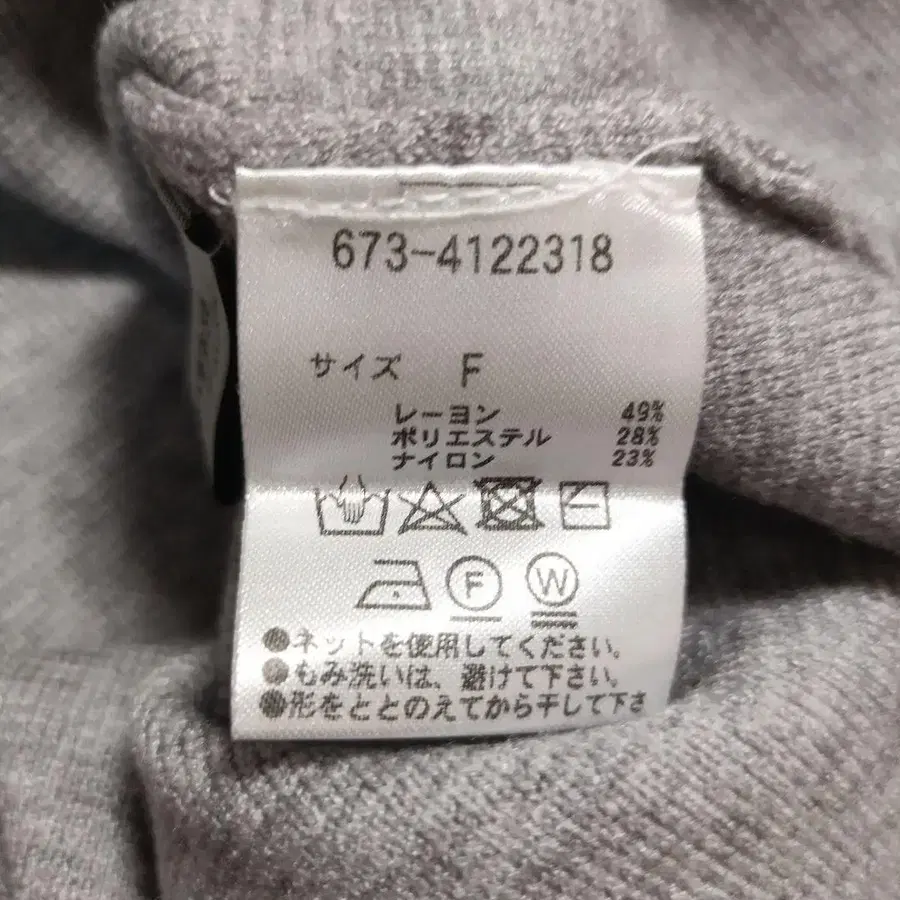 673-4122318
サイズ F
レーヨン 49%
ポリエステル 28%
ナイロン 23%
F W
●ネットを使用してください。
●もみ洗いは、避けて下さい。
●形をととのえてから干して下さ